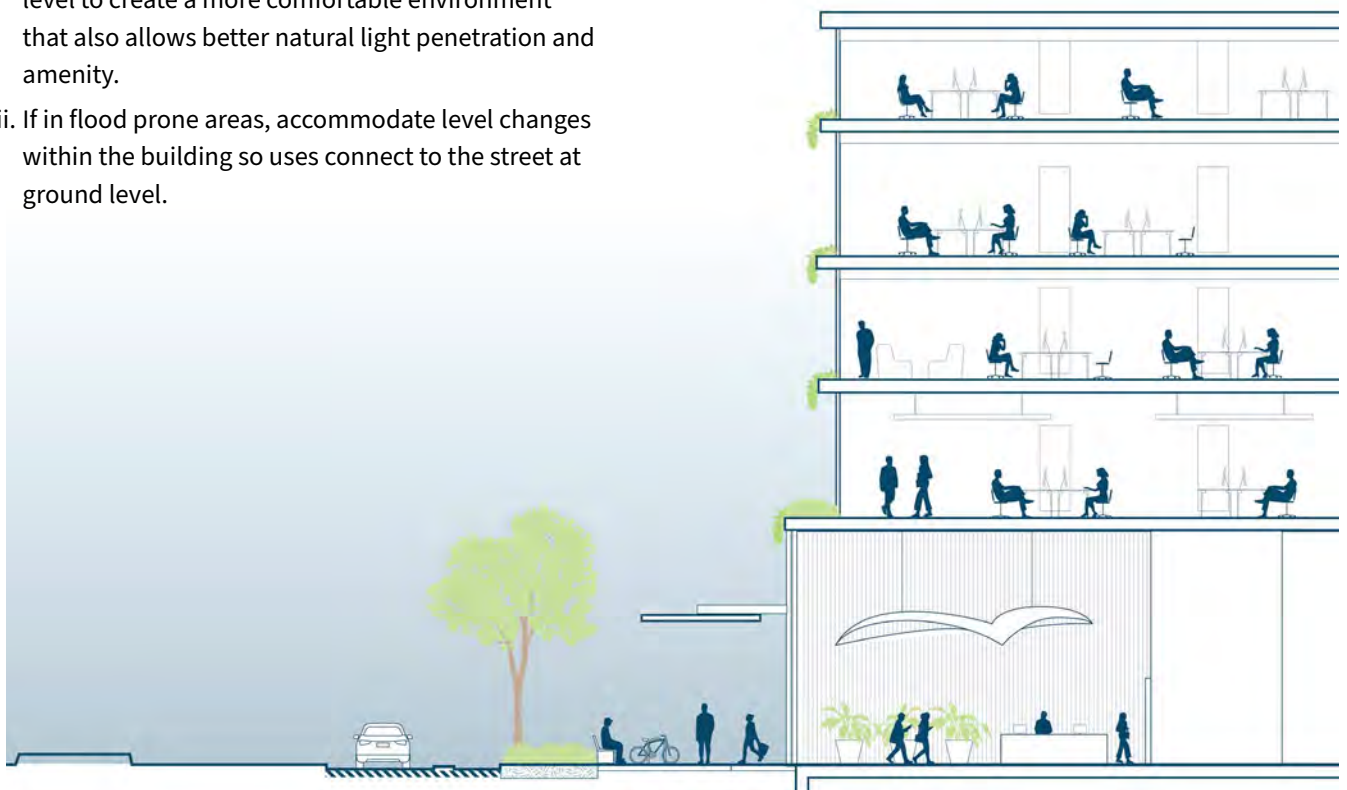 level to create a more comfortable environment
that also allows better natural light penetration and
amenity.
ii. If in flood prone areas, accommodate level changes
within the building so uses connect to the street at
ground level.